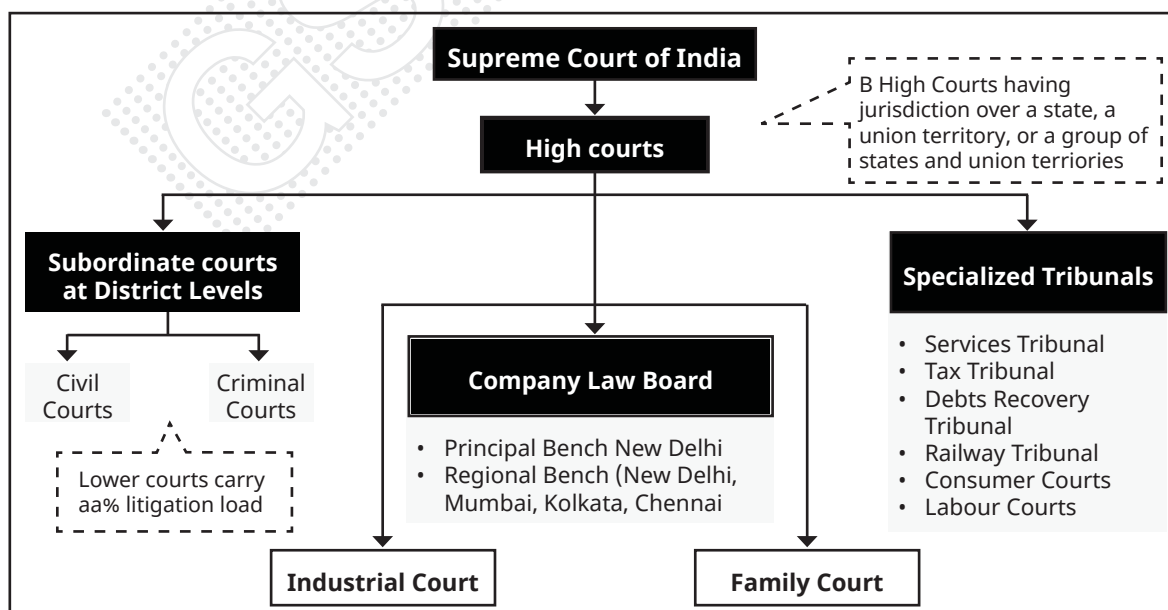 Supreme Court of India
B High Courts having
jurisdiction over a state, a
union territory, or a group of
states and union terriories
High courts
Subordinate courts
at District Levels
Specialized Tribunals
Civil
Courts
Criminal
Courts
Lower courts carry
aa% litigation load
Company Law Board
• Principal Bench New Delhi
• Regional Bench (New Delhi,
Mumbai, Kolkata, Chennai
• Services Tribunal
• Tax Tribunal
• Debts Recovery
Tribunal
• Railway Tribunal
• Consumer Courts
• Labour Courts
Industrial Court
Family Court